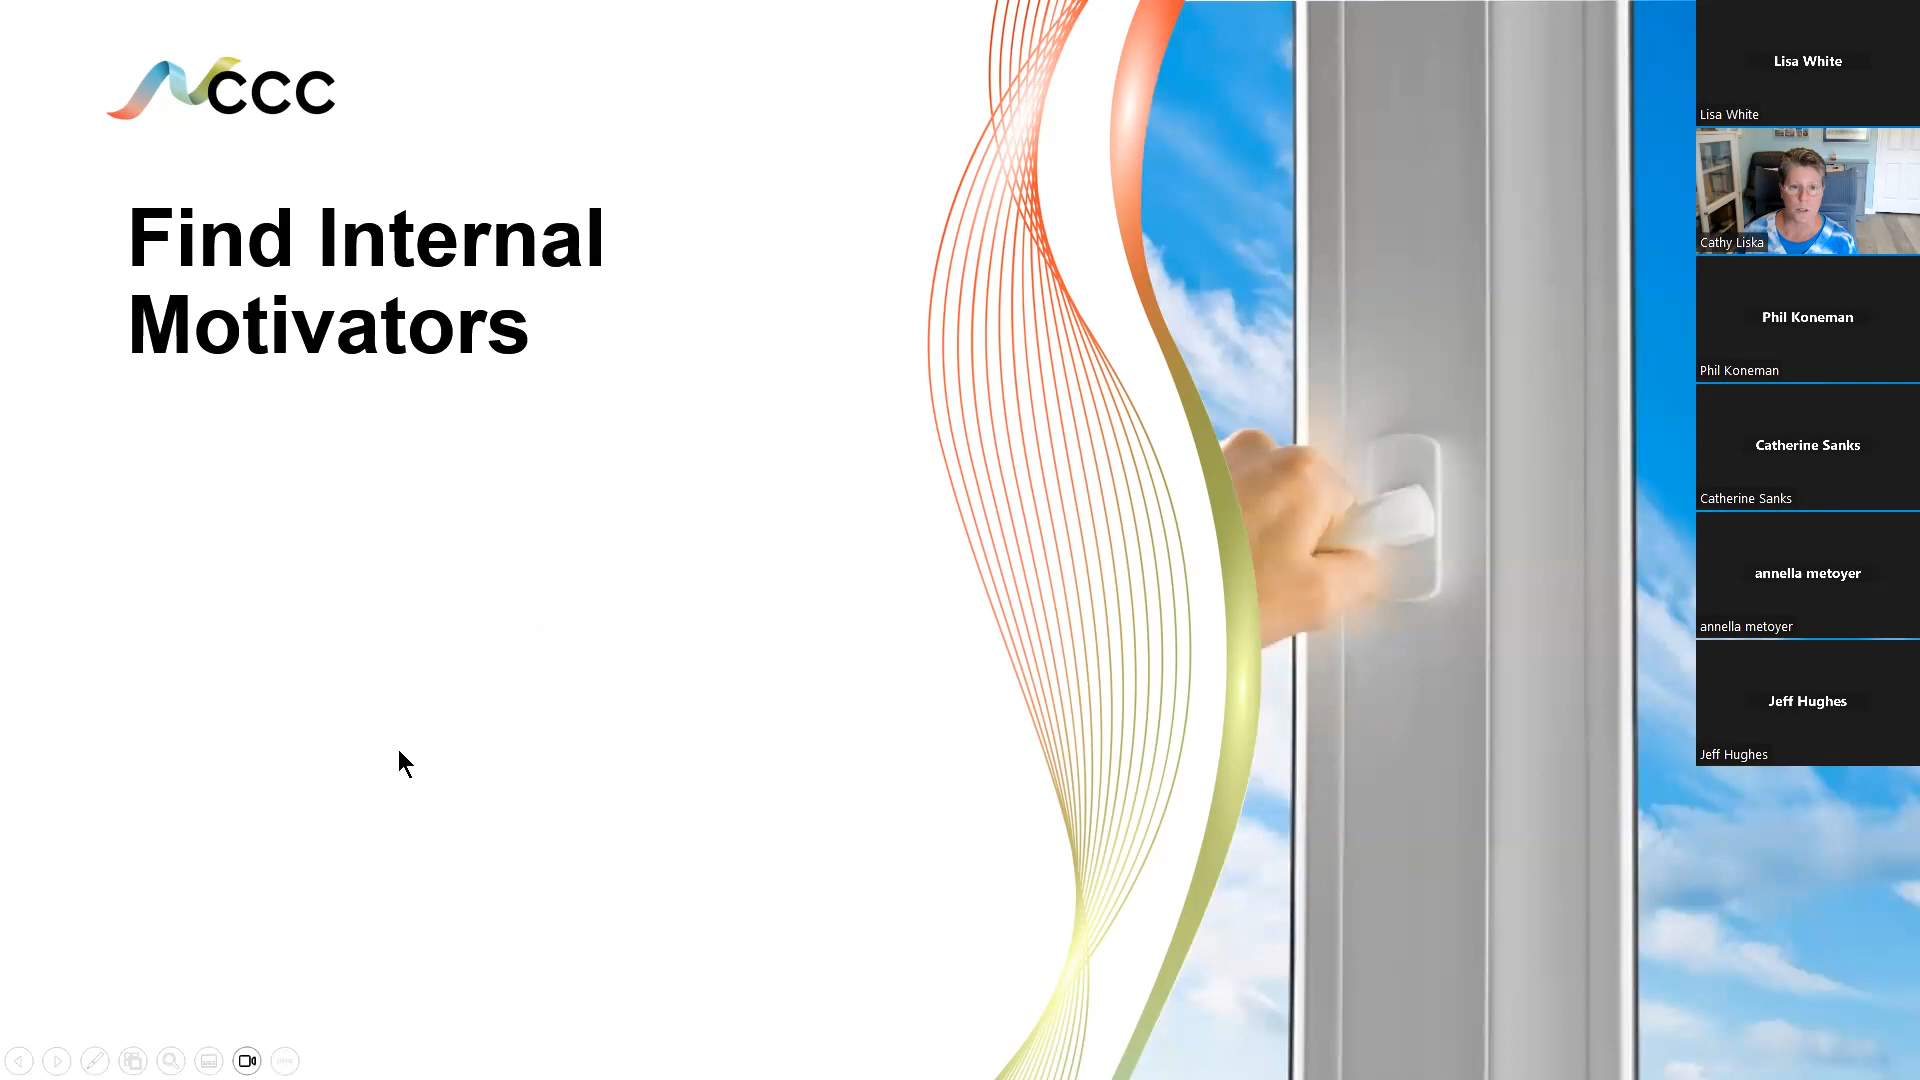 CCC
Find Internal
Motivators
Lisa White
Lisa White
Cathy Liska
Phil Koneman
Phil Koneman
Catherine Sanks
Catherine Sanks
annella metoyer
annella metoyer
Jeff Hughes
Jeff Hughes